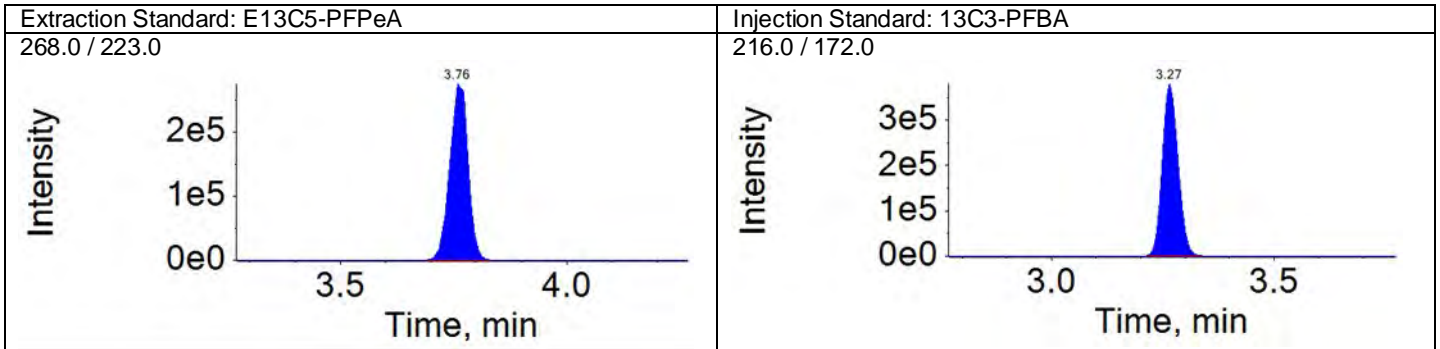 Extraction Standard: E13C5-PFPeA
268.0 / 223.0
3.76
Intensity
2e5
1e5
0e0
3.5 4.0
Time, min
Injection Standard: 13C3-PFBA
216.0 / 172.0
3.27
Intensity
3e5
2e5
1e5
0e0
3.0 3.5
Time, min